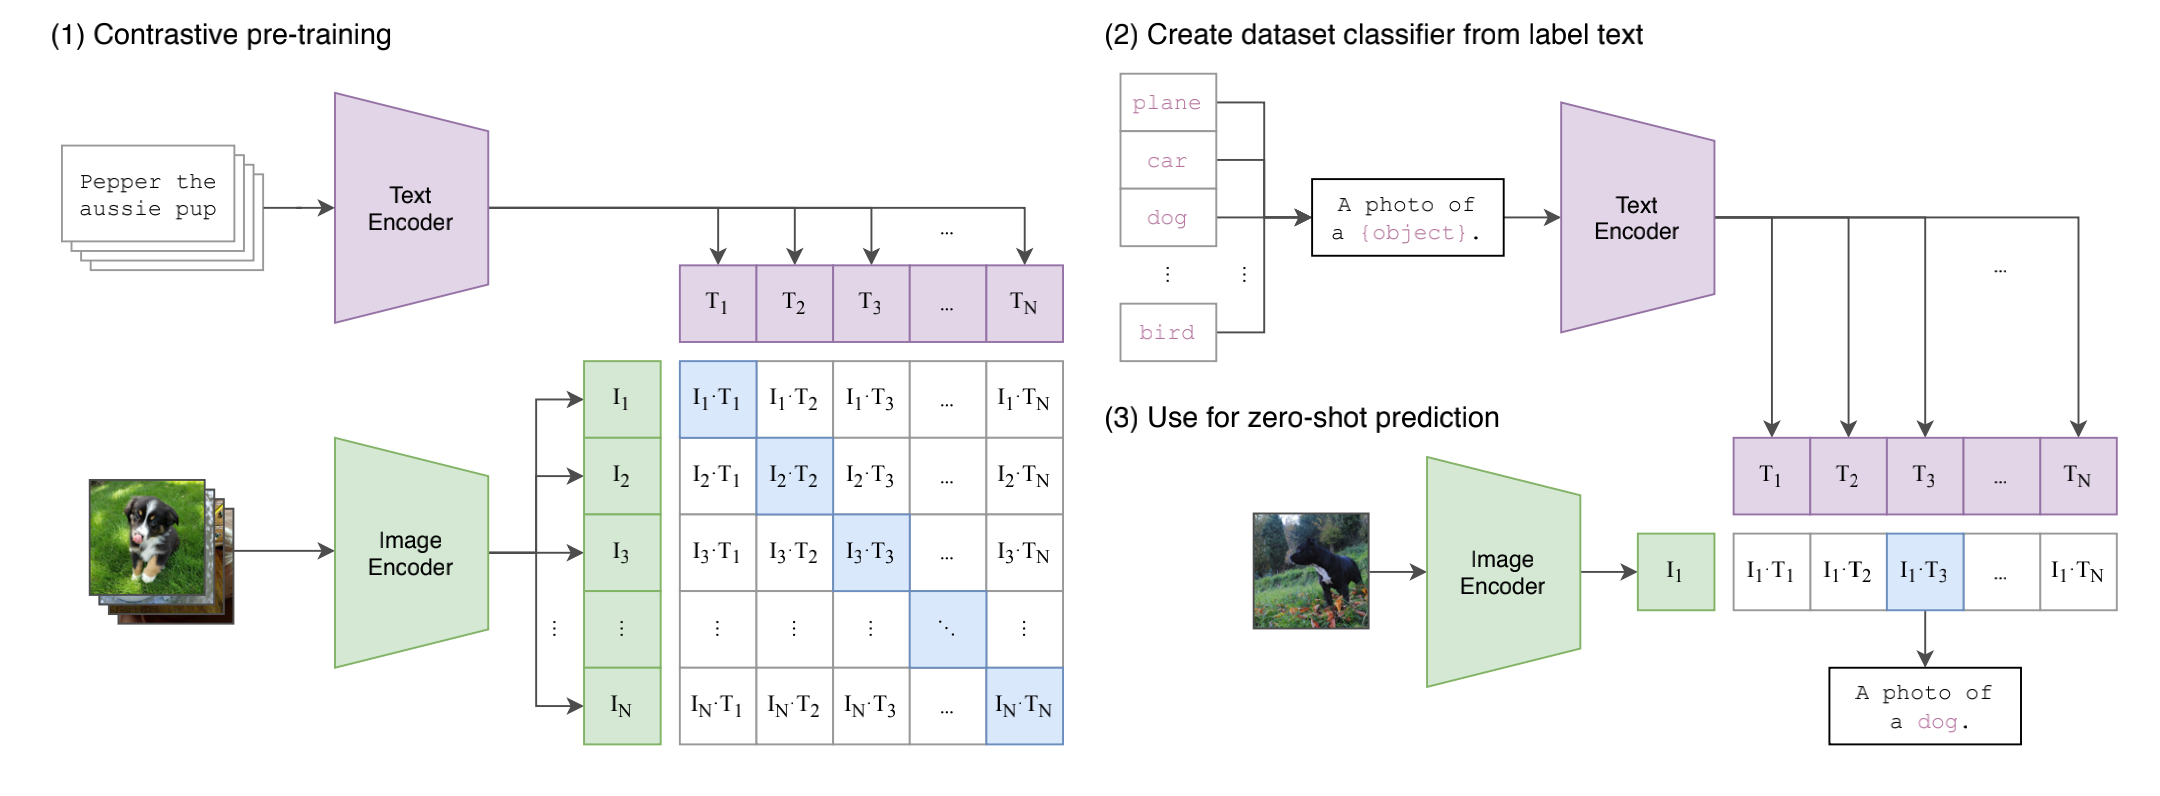 (1) Contrastive pre-training
Pepper the
aussie pup
Text
Encoder
...
T1 T2 T3 ... TN
Image
Encoder
⋮
I1 I1·T1 I1·T2 I1·T3 ... I1·TN
I2 I2·T1 I2·T2 I2·T3 ... I2·TN
I3 I3·T1 I3·T2 I3·T3 ... I3·TN
⋮ ⋮ ⋮ ⋮ ⋱ ⋮
IN IN·T1 IN·T2 IN·T3 ... IN·TN
(2) Create dataset classifier from label text
plane
car
dog
⋮ ⋮
bird
A photo of
a {object}.
Text
Encoder
...
(3) Use for zero-shot prediction
Image
Encoder
T1 T2 T3 ... TN
I1 I1·T1 I1·T2 I1·T3 ... I1·TN
A photo of
a dog.